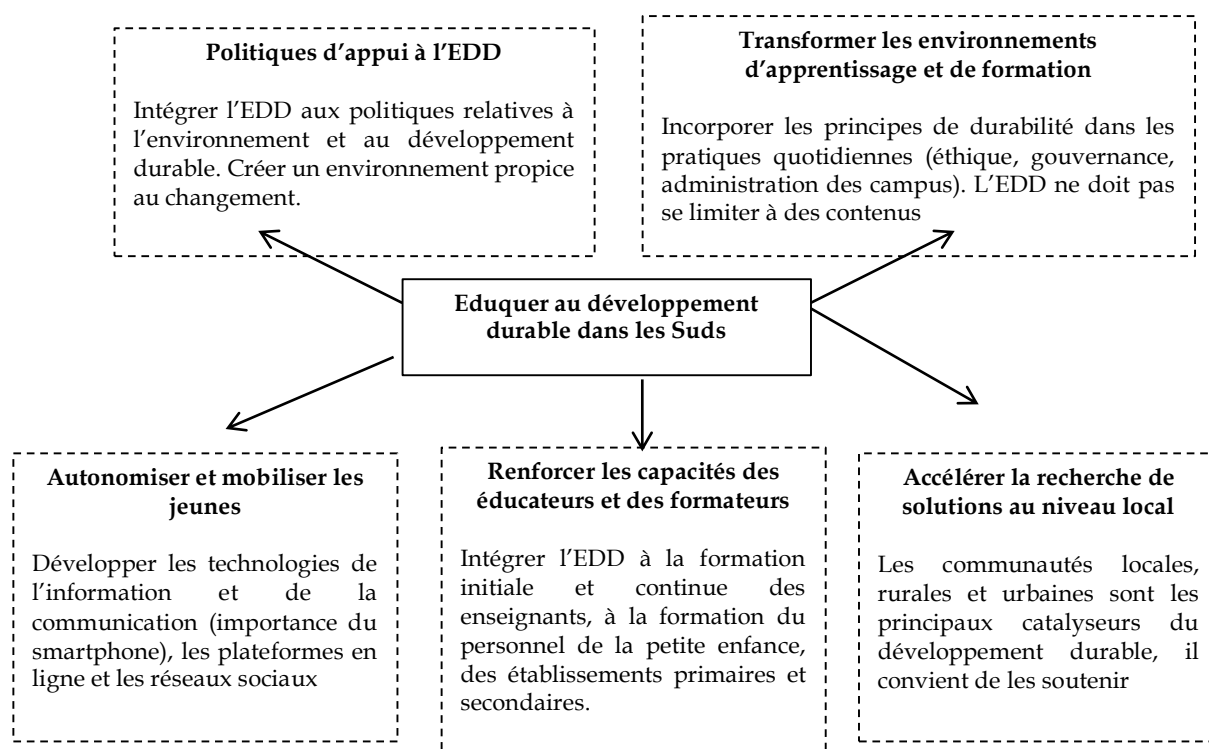 Politiques d’appui à l’EDD
Intégrer l’EDD aux politiques relatives à
l’environnement et au développement
durable. Créer un environnement propice
au changement.
Transformer les environnements
d’apprentissage et de formation
Incorporer les principes de durabilité dans les
pratiques quotidiennes (éthique, gouvernance,
administration des campus). L’EDD ne doit pas
se limiter à des contenus
Eduquer au développement
durable dans les Suds
Autonomiser et mobiliser les
jeunes
Développer les technologies de
l’information et de la
communication (importance du
smartphone), les plateformes en
ligne et les réseaux sociaux
Renforcer les capacités des
éducateurs et des formateurs
Intégrer l’EDD à la formation
initiale et continue des
enseignants, à la formation du
personnel de la petite enfance,
des établissements primaires et
secondaires.
Accélérer la recherche de
solutions au niveau local
Les communautés locales,
rurales et urbaines sont les
principaux catalyseurs du
développement durable, il
convient de les soutenir